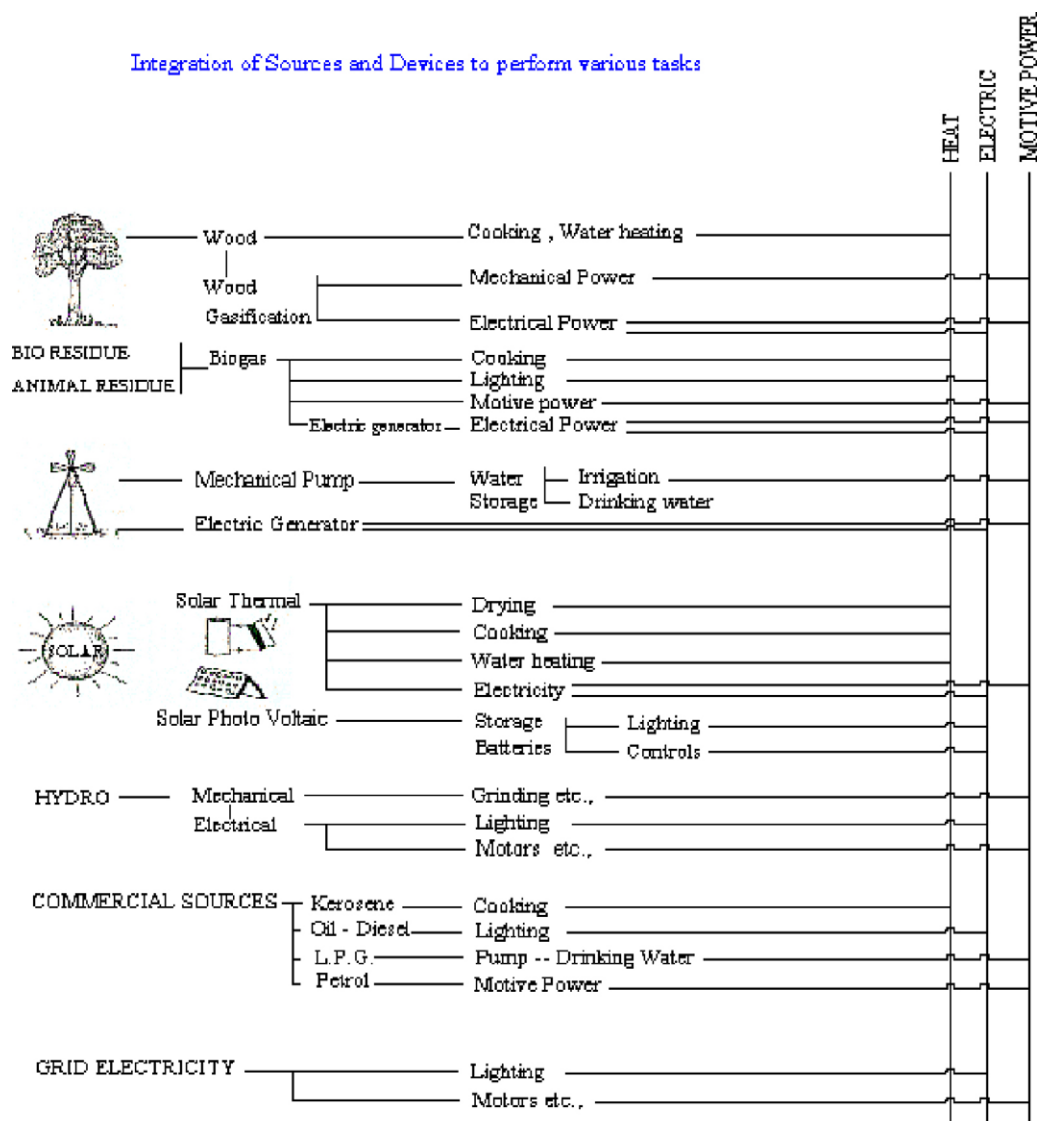 Integration of Sources and Devices to perform various tasks
HEAT
ELECTRIC
MOTIVE POWER
Wood
Cooking , Water heating
Wood
Gasification
Mechanical Power
Electrical Power
BIO RESIDUE
ANIMAL RESIDUE
Biogas
Cooking
Lighting
Motive power
Electric generator
Electrical Power
Mechanical Pump
Water
Storage
Irrigation
Drinking water
Electric Generator
SOLAR
Solar Thermal
Drying
Cooking
Water heating
Electricity
Solar Photo Voltaic
Storage
Batteries
Lighting
Controls
HYDRO
Mechanical
Electrical
Grinding etc.,
Lighting
Motors etc.,
COMMERCIAL SOURCES
Kerosene
Cooking
Oil - Diesel
Lighting
L.P.G.
Pump -- Drinking Water
Petrol
Motive Power
GRID ELECTRICITY
Lighting
Motors etc.,